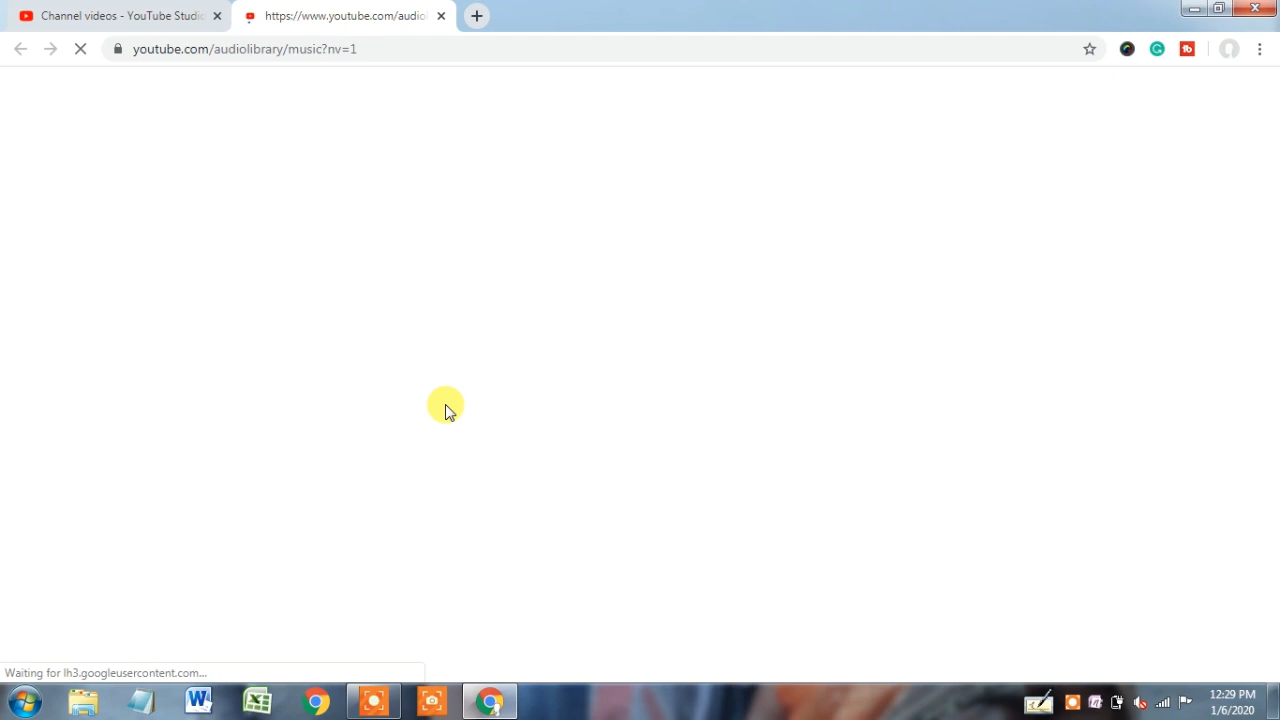 Channel videos - YouTube Studio
https://www.youtube.com/audiol
youtube.com/audiolibrary/music?nv=1
Waiting for lh3.googleusercontent.com...
12:29 PM
1/6/2020